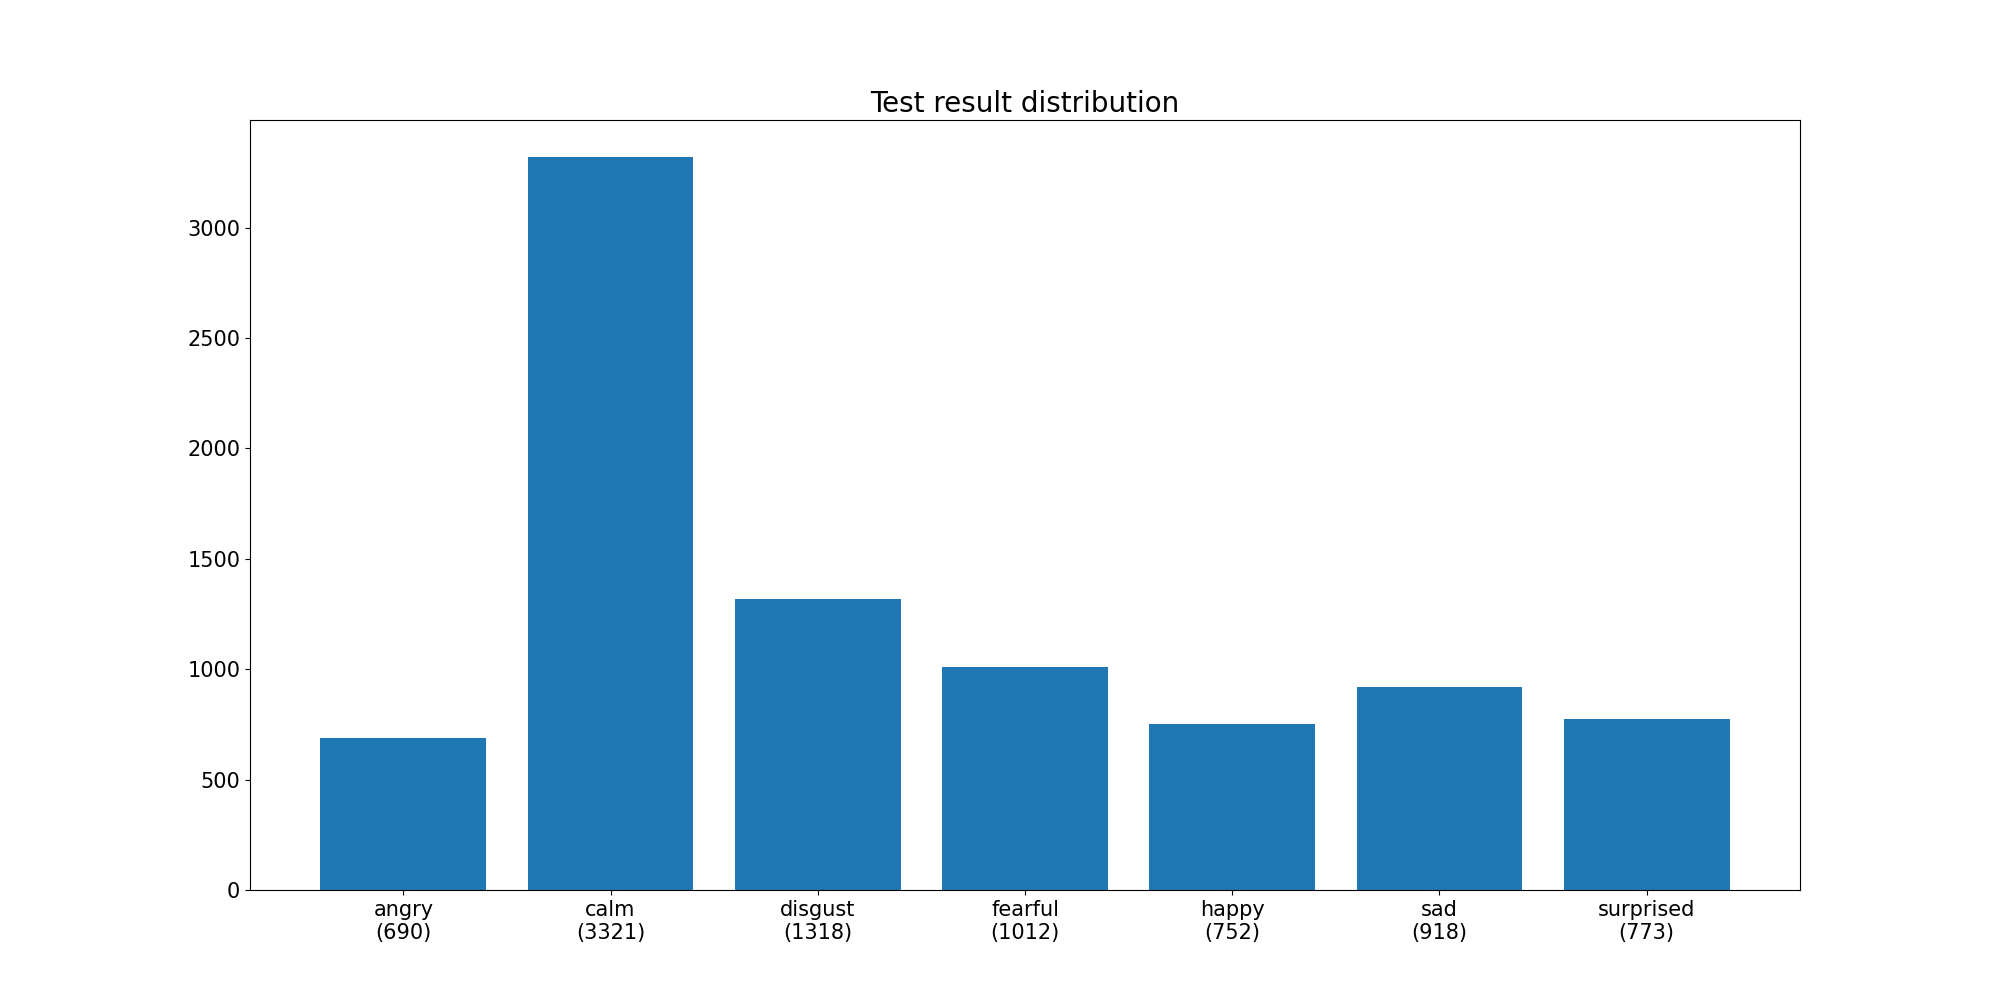 Test result distribution
3000
2500
2000
1500
1000
500
0
angry
(690)
calm
(3321)
disgust
(1318)
fearful
(1012)
happy
(752)
sad
(918)
surprised
(773)